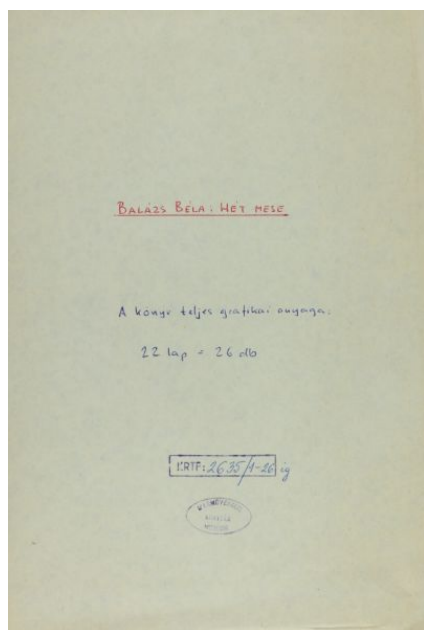 BALÁZS BÉLA: HÉT MESE
A könyv teljes grafikai anyaga.
22 lap = 26 db
KRTF: 2635/1-26 ig